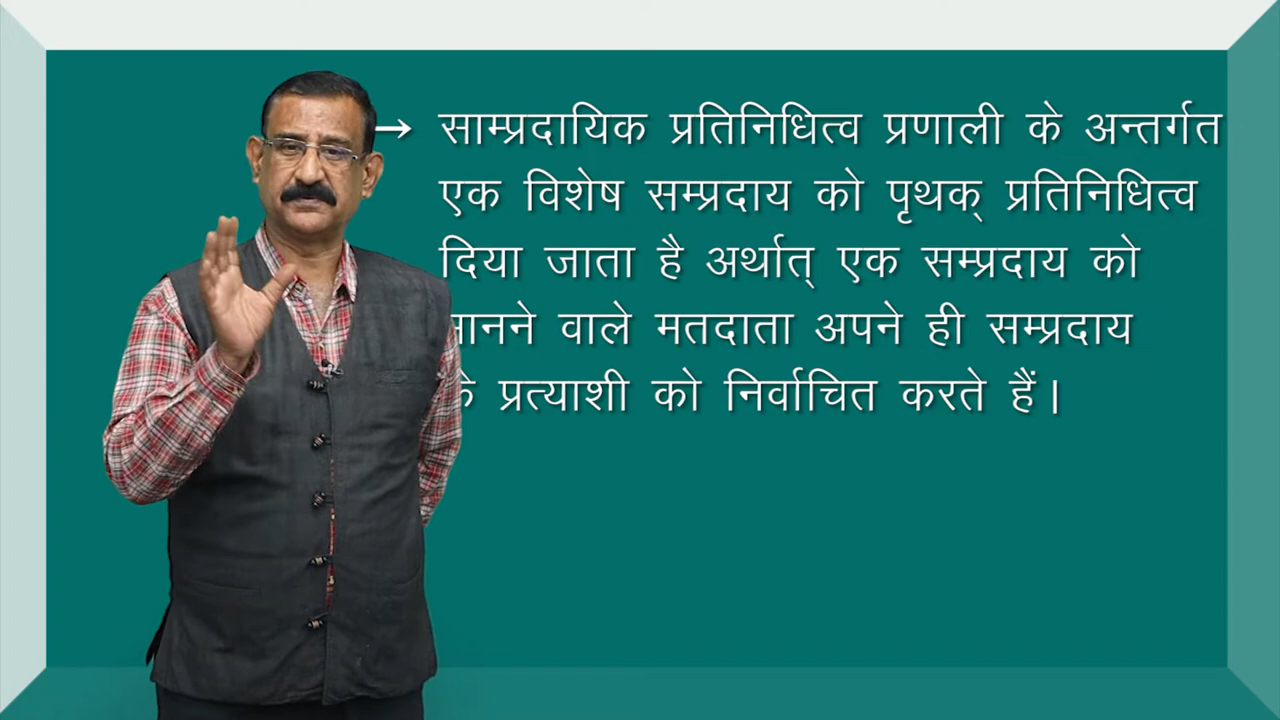 → साम्प्रदायिक प्रतिनिधित्व प्रणाली के अन्तर्गत
एक विशेष सम्प्रदाय को पृथक् प्रतिनिधित्व
दिया जाता है अर्थात् एक सम्प्रदाय को
वाले मतदाता अपने ही सम्प्रदाय
प्रत्याशी को निर्वाचित करते हैं।